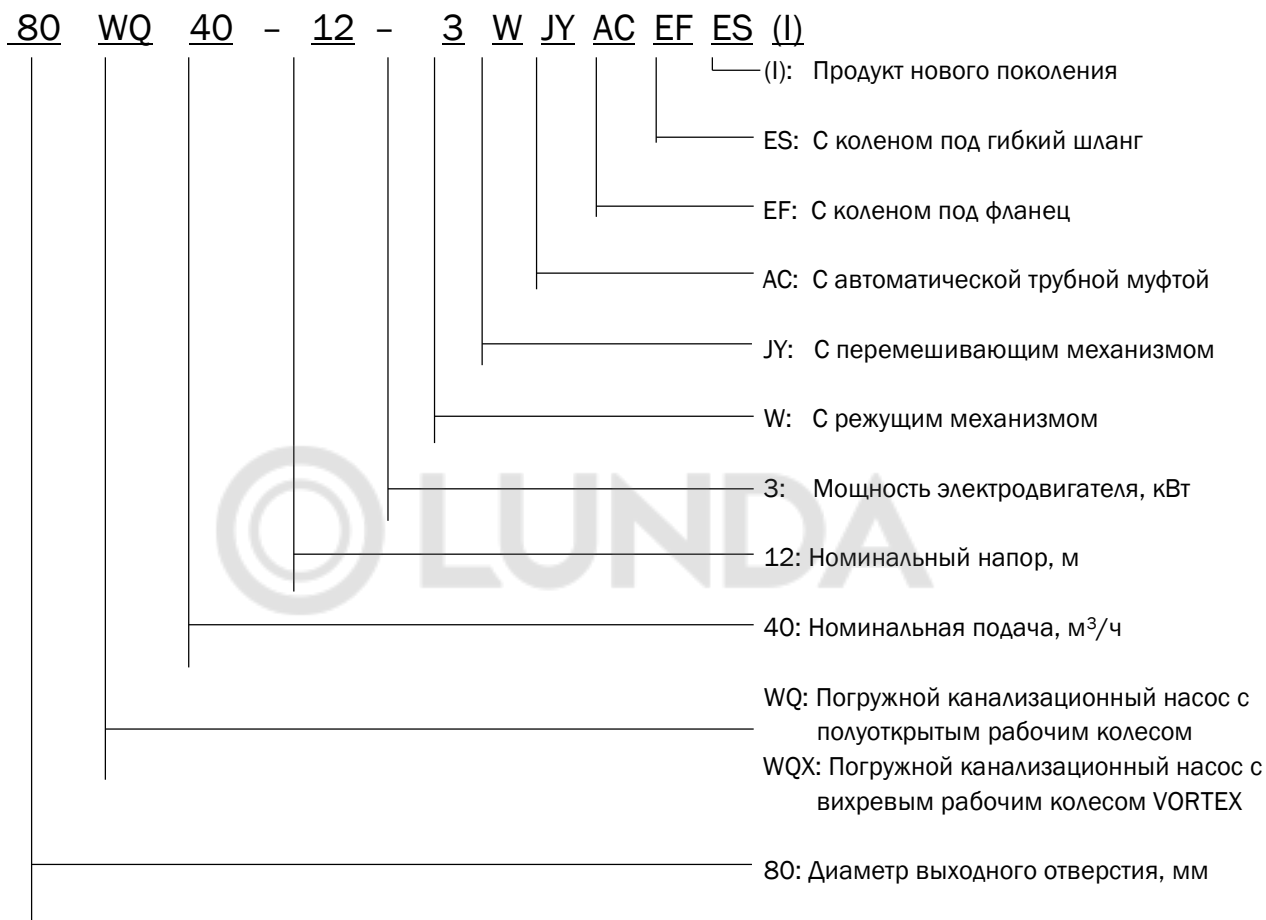 80 WQ 40 – 12 – 3 W JY AC EF ES (I)
(I): Продукт нового поколения
ES: С коленом под гибкий шланг
EF: С коленом под фланец
AC: С автоматической трубной муфтой
JY: С перемешивающим механизмом
W: С режущим механизмом
3: Мощность электродвигателя, кВт
LUNDA
12: Номинальный напор, м
40: Номинальная подача, м³/ч
WQ: Погружной канализационный насос с
полуоткрытым рабочим колесом
WQX: Погружной канализационный насос с
вихревым рабочим колесом VORTEX
80: Диаметр выходного отверстия, мм